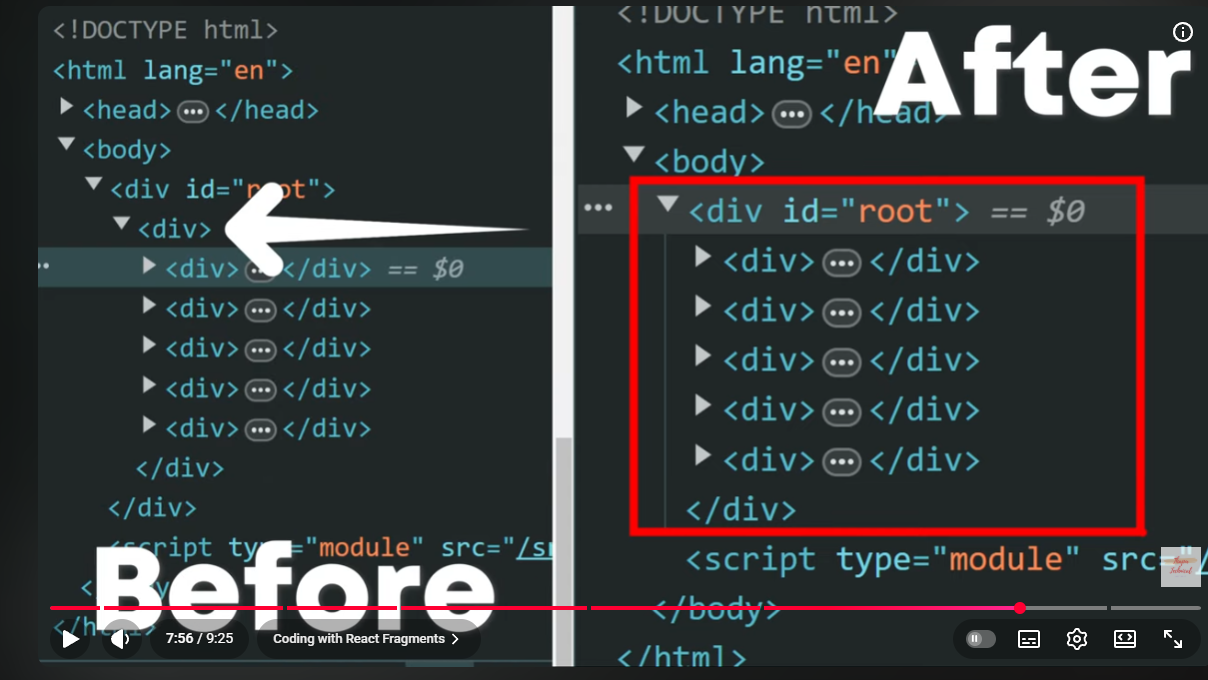 <!DOCTYPE html>
<html lang="en">
<head> ••• </head>
<body>
<div id="root">
<div>
<div> ••• </div> == $0
<div> ••• </div>
<div> ••• </div>
<div> ••• </div>
<div> ••• </div>
</div>
</div>
<script type="module" src="/sr
</html>
Before
<!DOCTYPE html>
<html lang="en"
After
<head> ••• </head>
<body>
••• <div id="root"> == $0
<div> ••• </div>
<div> ••• </div>
<div> ••• </div>
<div> ••• </div>
<div> ••• </div>
</div>
<script type="module" src="/
</body>
</html>
7:56 / 9:25
Coding with React Fragments